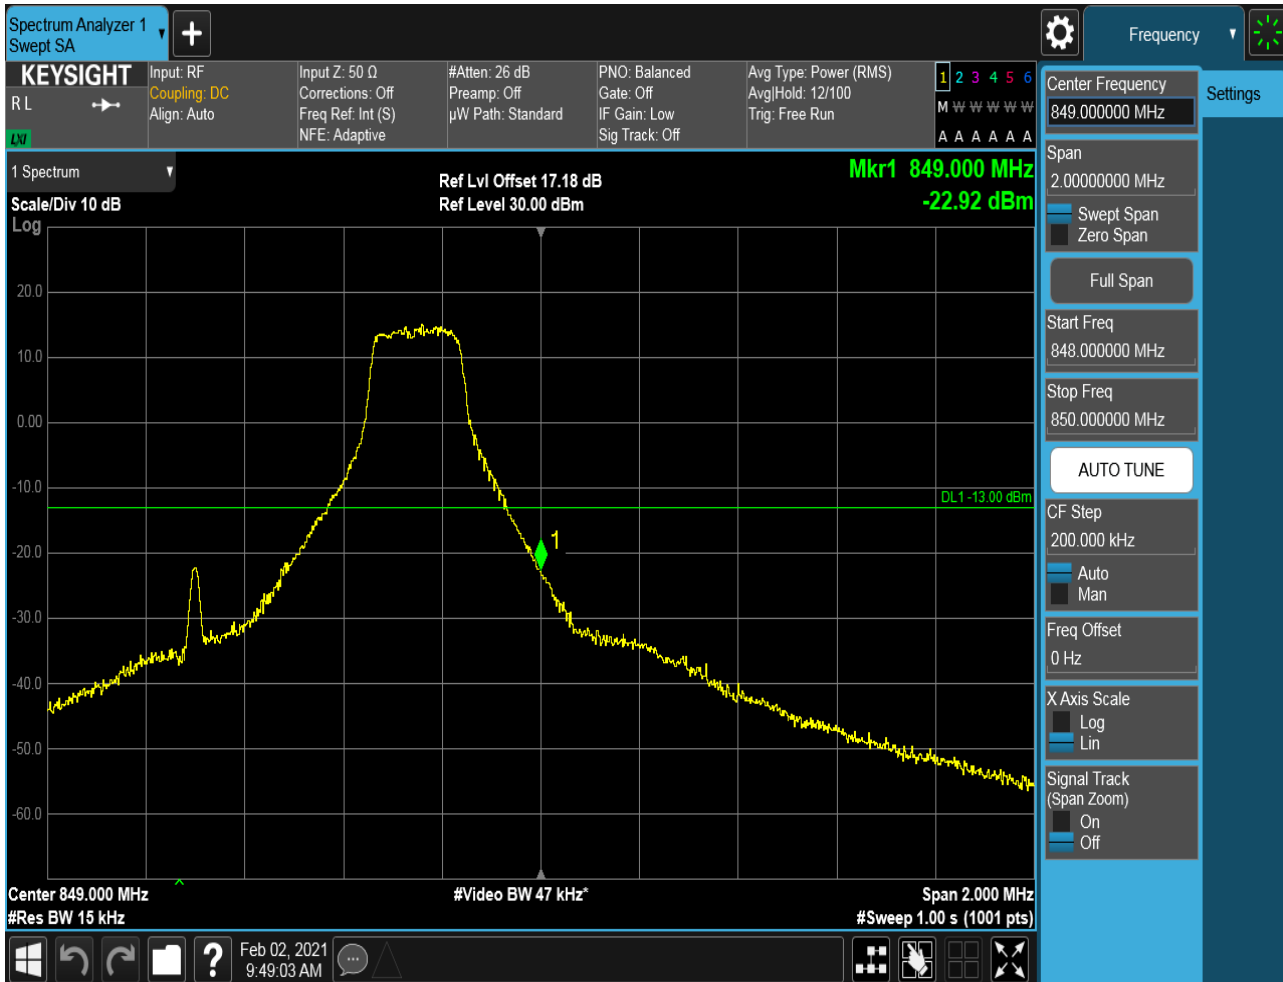 Spectrum Analyzer 1
Swept SA
Frequency
KEYSIGHT
R L
LXI
Input: RF
Coupling: DC
Align: Auto
Input Z: 50 Ω
Corrections: Off
Freq Ref: Int (S)
NFE: Adaptive
#Atten: 26 dB
Preamp: Off
µW Path: Standard
PNO: Balanced
Gate: Off
IF Gain: Low
Sig Track: Off
Avg Type: Power (RMS)
Avg|Hold: 12/100
Trig: Free Run
1 2 3 4 5 6
M W W W W W
A A A A A A
1 Spectrum
Scale/Div 10 dB
Log
Ref Lvl Offset 17.18 dB
Ref Level 30.00 dBm
Mkr1 849.000 MHz
-22.92 dBm
20.0
10.0
0.00
-10.0
-20.0
-30.0
-40.0
-50.0
-60.0
DL1 -13.00 dBm
1
Center 849.000 MHz
#Video BW 47 kHz*
Span 2.000 MHz
#Res BW 15 kHz
#Sweep 1.00 s (1001 pts)
Center Frequency
849.000000 MHz
Settings
Span
2.00000000 MHz
Swept Span
Zero Span
Full Span
Start Freq
848.000000 MHz
Stop Freq
850.000000 MHz
AUTO TUNE
CF Step
200.000 kHz
Auto
Man
Freq Offset
0 Hz
X Axis Scale
Log
Lin
Signal Track
(Span Zoom)
On
Off
?
Feb 02, 2021
9:49:03 AM